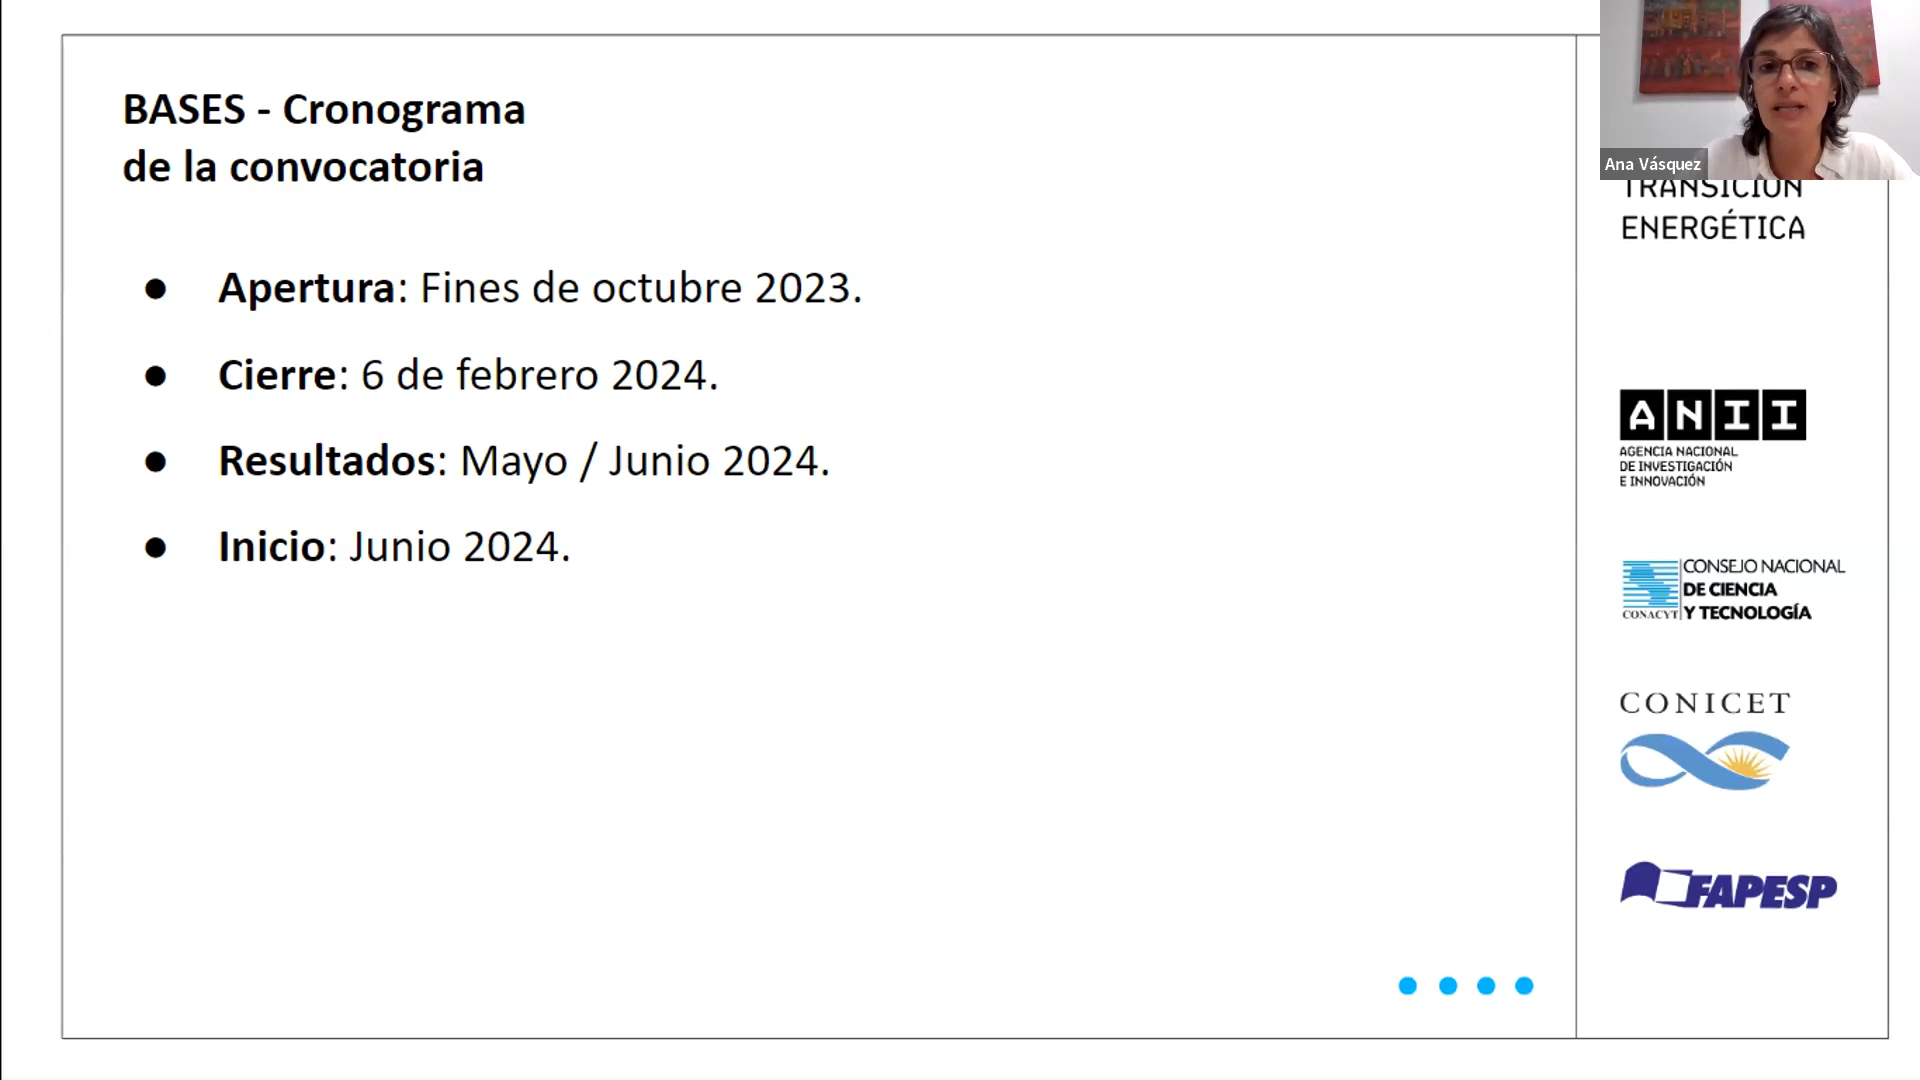 BASES - Cronograma
de la convocatoria
● Apertura: Fines de octubre 2023.
● Cierre: 6 de febrero 2024.
● Resultados: Mayo / Junio 2024.
● Inicio: Junio 2024.
Ana Vásquez
TRANSICIÓN
ENERGÉTICA
ANII
AGENCIA NACIONAL
DE INVESTIGACIÓN
E INNOVACIÓN
CONACYT
CONSEJO NACIONAL
DE CIENCIA
Y TECNOLOGÍA
CONICET
FAPESP